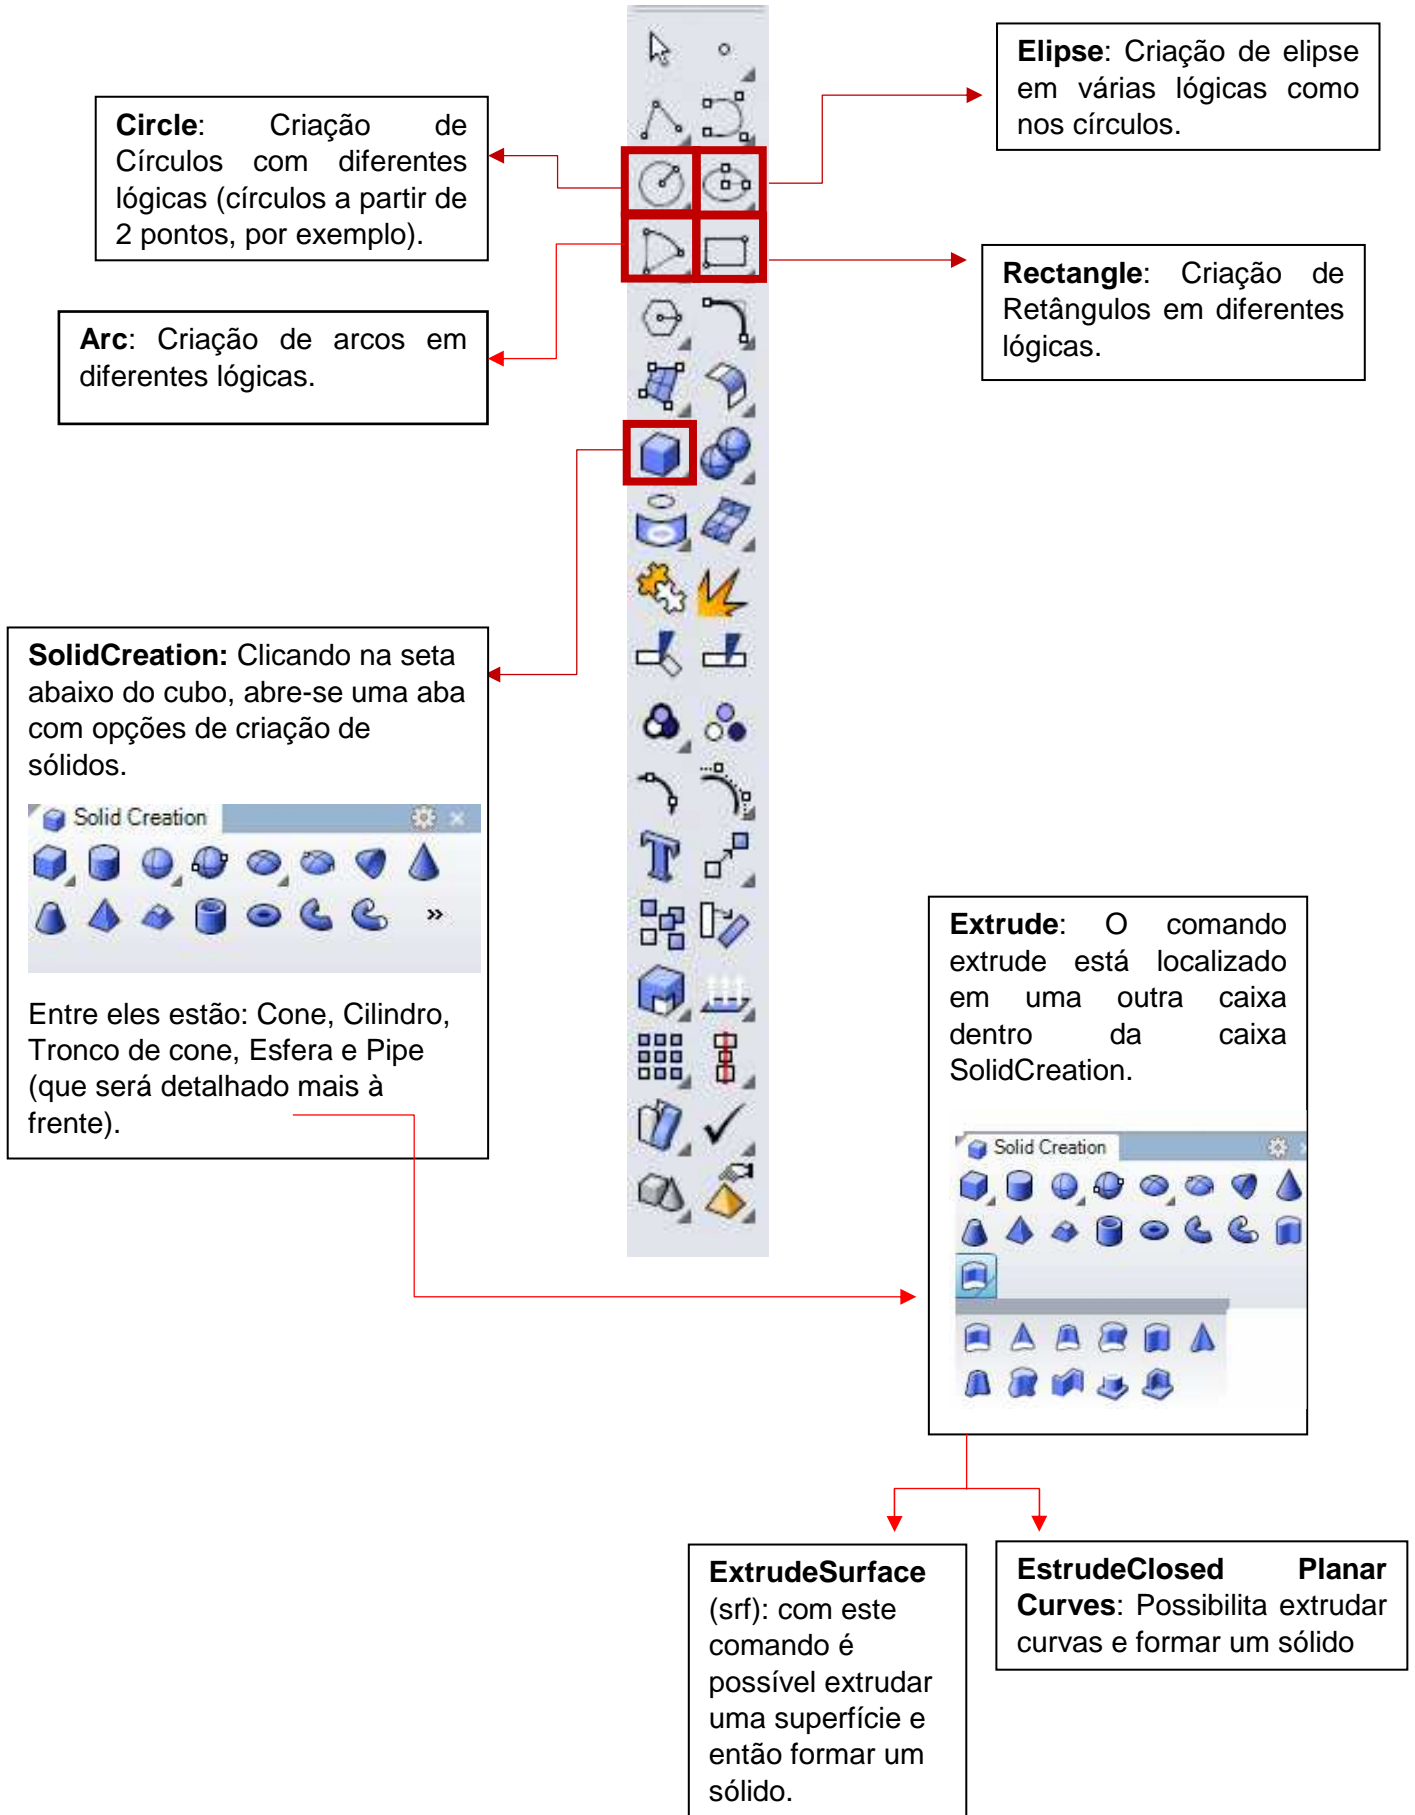 Elipse: Criação de elipse
em várias lógicas como
nos círculos.
Circle: Criação de
Círculos com diferentes
lógicas (círculos a partir de
2 pontos, por exemplo).
Rectangle: Criação de
Retângulos em diferentes
lógicas.
Arc: Criação de arcos em
diferentes lógicas.
SolidCreation: Clicando na seta
abaixo do cubo, abre-se uma aba
com opções de criação de
sólidos.
Solid Creation
Entre eles estão: Cone, Cilindro,
Tronco de cone, Esfera e Pipe
(que será detalhado mais à
frente).
Extrude: O comando
extrude está localizado
em uma outra caixa
dentro da caixa
SolidCreation.
Solid Creation
ExtrudeSurface
(srf): com este
comando é
possível extrudar
uma superfície e
então formar um
sólido.
EstrudeClosed Planar
Curves: Possibilita extrudar
curvas e formar um sólido